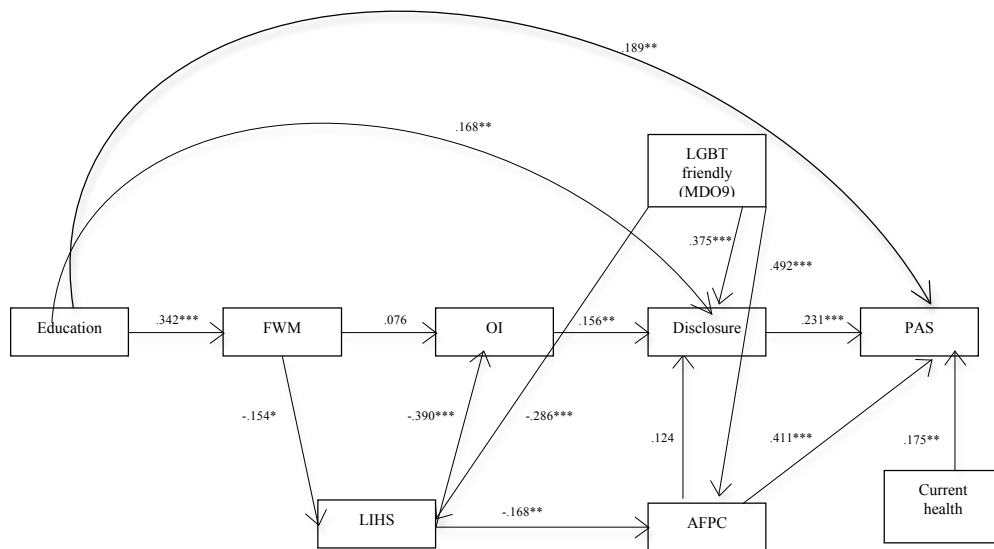 .189**
.168**
LGBT
friendly
(MDO9)
.375***
.492***
Education
.342***
FWM
.076
OI
.156**
Disclosure
.231***
PAS
-.154*
-.390***
-.286***
.124
.411***
.175**
LIHS
-.168**
AFPC
Current
health